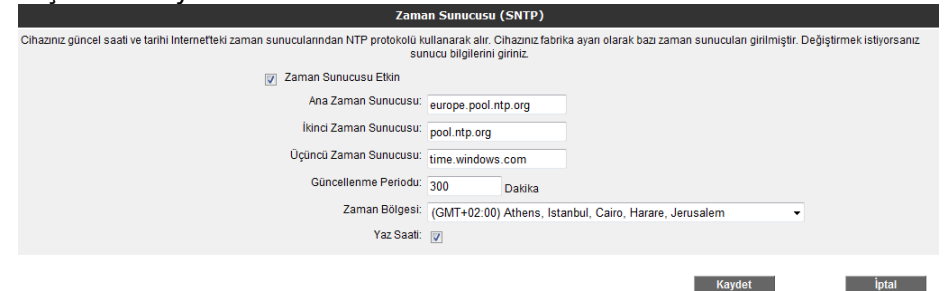 Zaman Sunucusu (SNTP)
Cihazınız güncel saati ve tarihi Internet'teki zaman sunucularından NTP protokolü kullanarak alır. Cihazınız fabrika ayarı olarak bazı zaman sunucuları girilmiştir. Değiştirmek istiyorsanız
sunucu bilgilerini giriniz.
Zaman Sunucusu Etkin
Ana Zaman Sunucusu: europe.pool.ntp.org
İkinci Zaman Sunucusu: pool.ntp.org
Üçüncü Zaman Sunucusu: time.windows.com
Güncellenme Periodu: 300 Dakika
Zaman Bölgesi: (GMT+02:00) Athens, Istanbul, Cairo, Harare, Jerusalem
Yaz Saati:
Kaydet İptal